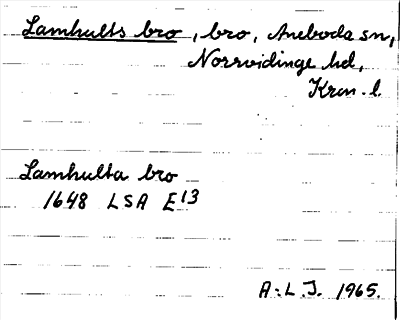 Lamhults bro, bro, Aneboda sn,
Norrvidinge hd,
Kron. l.
Lamhulta bro
1648 LSA E13
A.L.J. 1965.